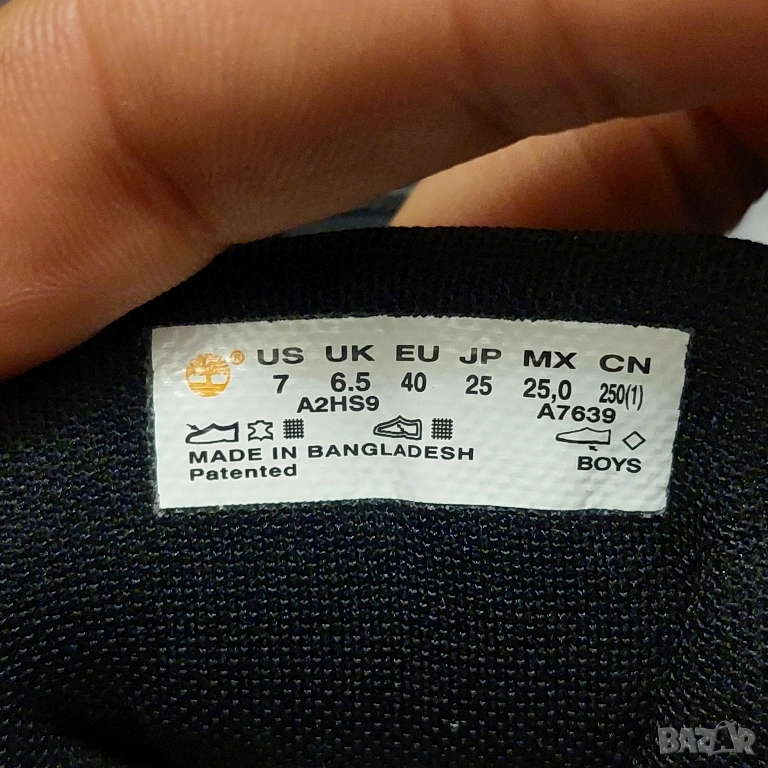 ® US UK EU JP MX CN
7 6.5 40 25 25,0 250(1)
A2HS9 A7639
MADE IN BANGLADESH
Patented BOYS
BAZAR